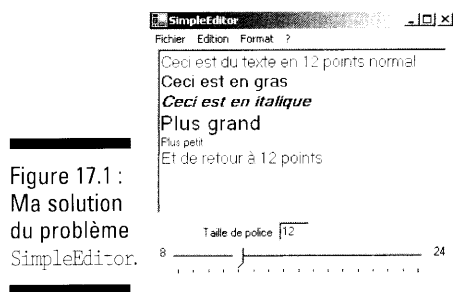 SimpleEditor
Fichier Edition Format ?
Ceci est du texte en 12 points normal
Ceci est en gras
Ceci est en italique
Plus grand
Plus petit
Et de retour à 12 points
Taille de police 12
8 24
Figure 17.1 :
Ma solution
du problème
SimpleEditor.